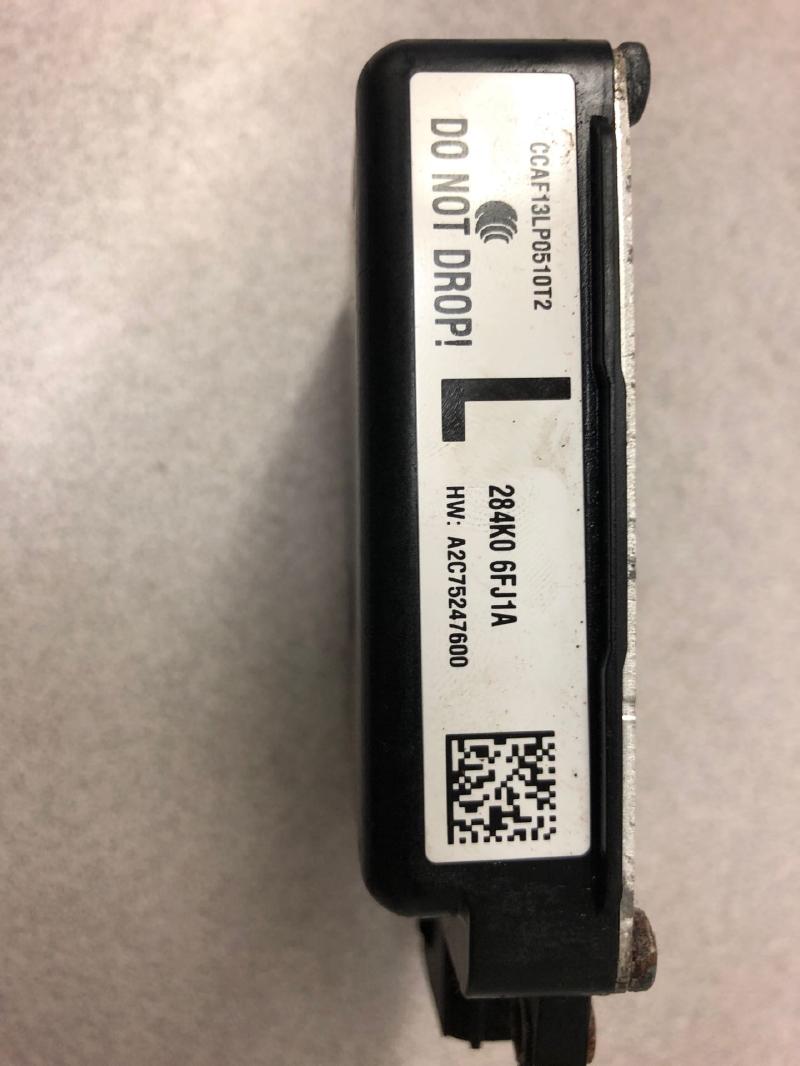 CCAF13LP0510T2
DO NOT DROP!
L
284K0 6FJ1A
HW: A2C75247600